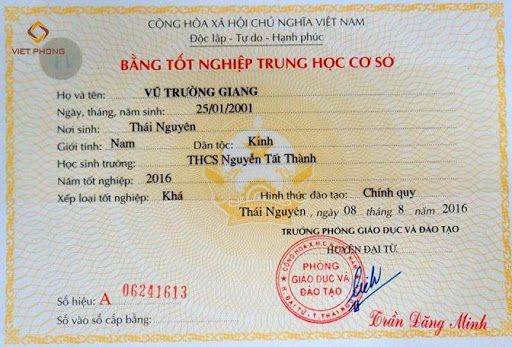 VIET PHONG
CỘNG HÒA XÃ HỘI CHỦ NGHĨA VIỆT NAM
Độc lập - Tự do - Hạnh phúc
BẰNG TỐT NGHIỆP TRUNG HỌC CƠ SỞ
Họ và tên: VŨ TRƯỜNG GIANG
Ngày, tháng, năm sinh: 25/01/2001
Nơi sinh: Thái Nguyên
Giới tính: Nam Dân tộc: Kinh
Học sinh trường: THCS Nguyễn Tất Thành
Năm tốt nghiệp: 2016
Xếp loại tốt nghiệp: Khá Hình thức đào tạo: Chính quy
Thái Nguyên, ngày 08 tháng 8 năm 2016
TRƯỞNG PHÒNG GIÁO DỤC VÀ ĐÀO TẠO
HUYỆN ĐẠI TỪ
PHÒNG
GIÁO DỤC VÀ
ĐÀO TẠO
H. ĐẠI TỪ - T. THÁI NGUYÊN
Số hiệu: A 06241613
Số vào sổ cấp bằng:
Trần Đăng Minh